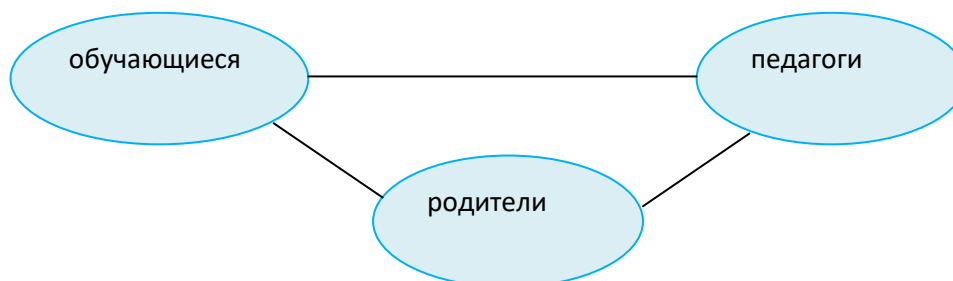 обучающиеся
педагоги
родители